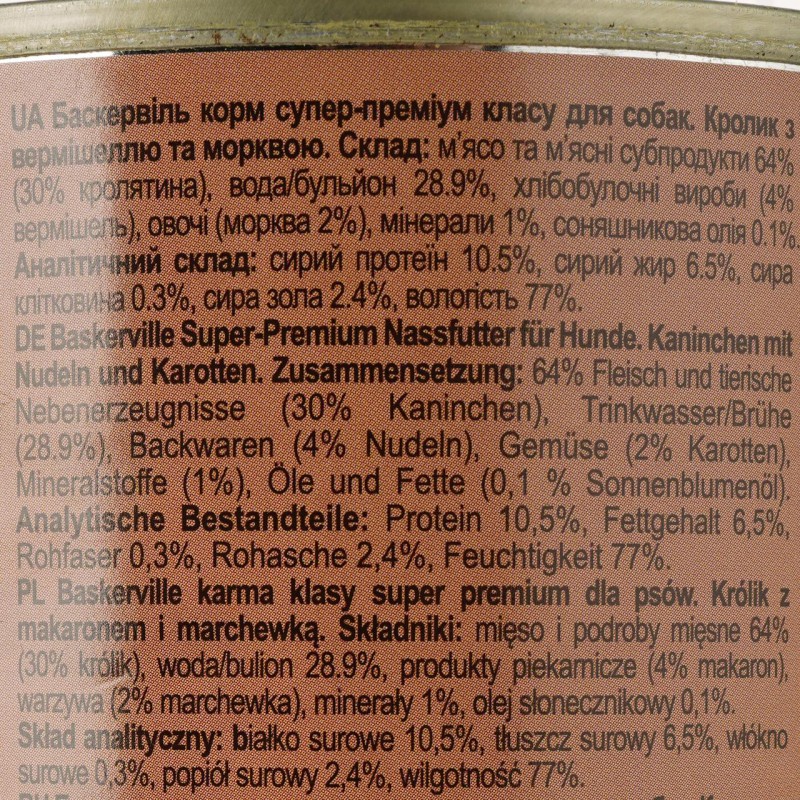 UA Баскервіль корм супер-преміум класу для собак. Кролик з
вермішеллю та морквою. Склад: м'ясо та м'ясні субпродукти 64%
(30% кролятина), вода/бульйон 28.9%, хлібобулочні вироби (4%
вермішель), овочі (морква 2%), мінерали 1%, соняшникова олія 0.1%.
Аналітичний склад: сирий протеїн 10.5%, сирий жир 6.5%, сира
клітковина 0.3%, сира зола 2.4%, вологість 77%.
DE Baskerville Super-Premium Nassfutter für Hunde. Kaninchen mit
Nudeln und Karotten. Zusammensetzung: 64% Fleisch und tierische
Nebenerzeugnisse (30% Kaninchen), Trinkwasser/Brühe
(28.9%), Backwaren (4% Nudeln), Gemüse (2% Karotten),
Mineralstoffe (1%), Öle und Fette (0,1 % Sonnenblumenöl).
Analytische Bestandteile: Protein 10,5%, Fettgehalt 6,5%,
Rohfaser 0,3%, Rohasche 2,4%, Feuchtigkeit 77%.
PL Baskerville karma klasy super premium dla psów. Królik z
makaronem i marchewką. Składniki: mięso i podroby mięsne 64%
(30% królik), woda/bulion 28.9%, produkty piekarnicze (4% makaron),
warzywa (2% marchewka), minerały 1%, olej słonecznikowy 0,1%.
Skład analityczny: białko surowe 10,5%, tłuszcz surowy 6,5%, włókno
surowe 0,3%, popiół surowy 2,4%, wilgotność 77%.